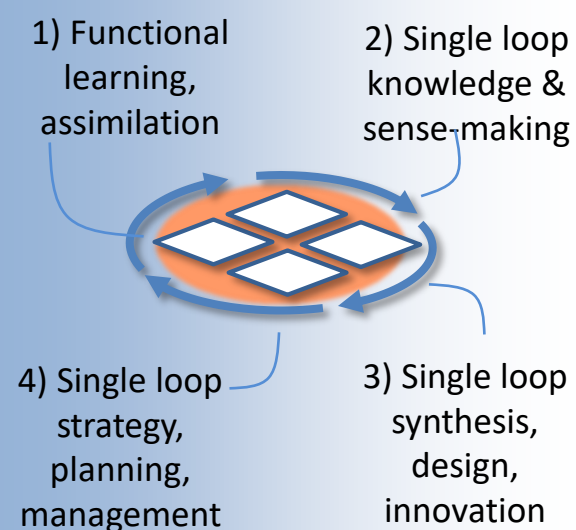 1) Functional
learning,
assimilation
2) Single loop
knowledge &
sense-making
4) Single loop
strategy,
planning,
management
3) Single loop
synthesis,
design,
innovation